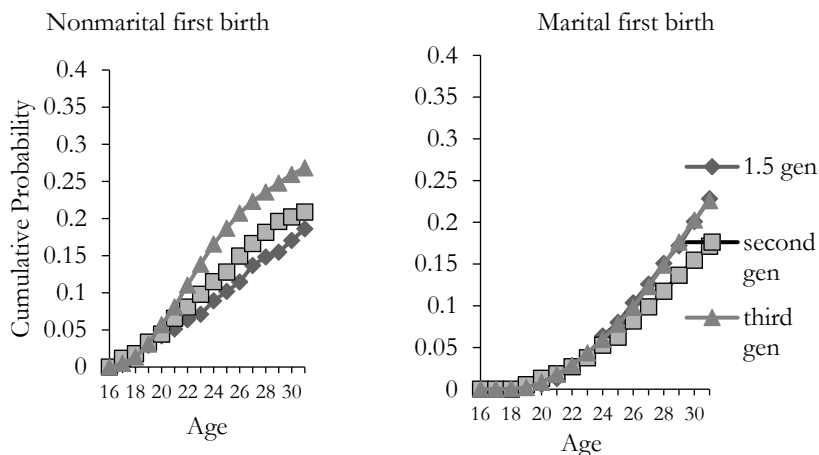 Nonmarital first birth
0.4
0.35
0.3
0.25
0.2
0.15
0.1
0.05
0
Cumulative Probability
16 18 20 22 24 26 28 30
Age
Marital first birth
0.4
0.35
0.3
0.25
0.2
0.15
0.1
0.05
0
16 18 20 22 24 26 28 30
Age
1.5 gen
second
gen
third
gen